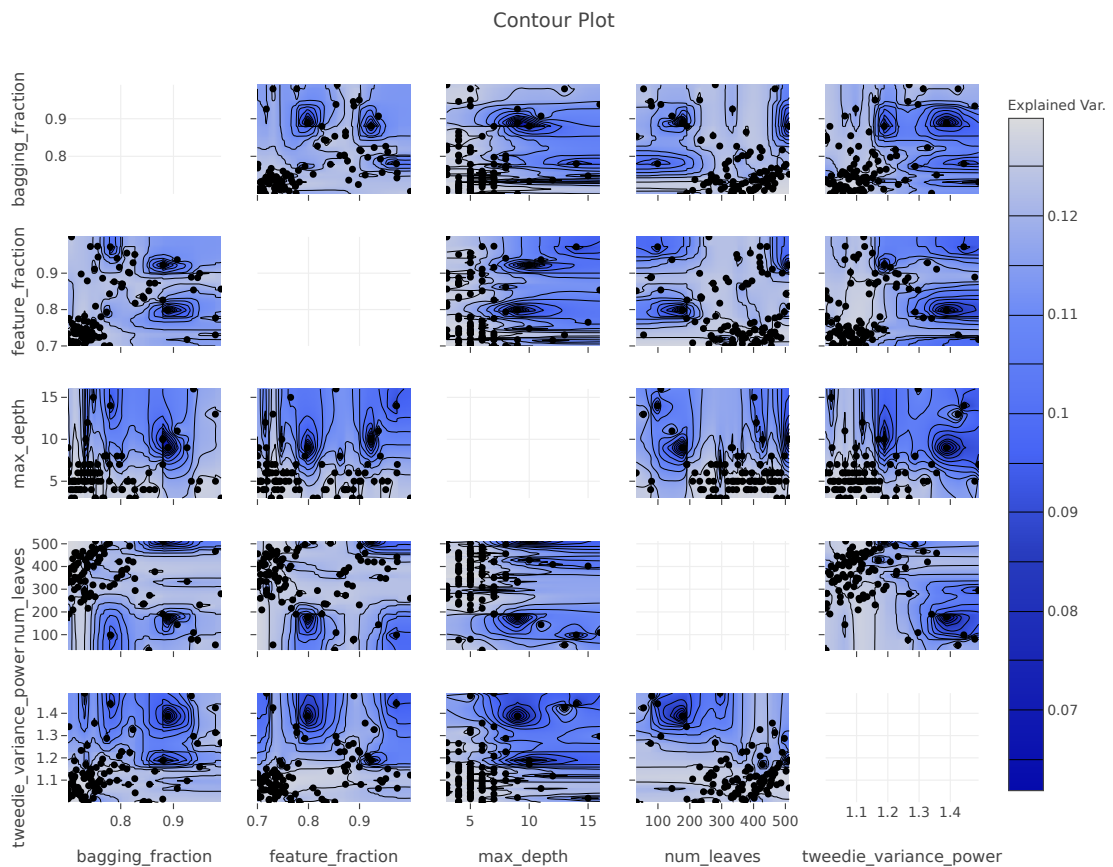 Contour Plot
Explained Var.
bagging_fraction
0.9
0.8
0.12
feature_fraction
0.9
0.8
0.7
0.11
max_depth
15
10
5
0.1
0.09
num_leaves
500
400
300
200
100
0.08
0.07
tweedie_variance_power
1.4
1.3
1.2
1.1
0.8 0.9
0.7 0.8 0.9
5 10 15
100 200 300 400 500
1.1 1.2 1.3 1.4
bagging_fraction
feature_fraction
max_depth
num_leaves
tweedie_variance_power